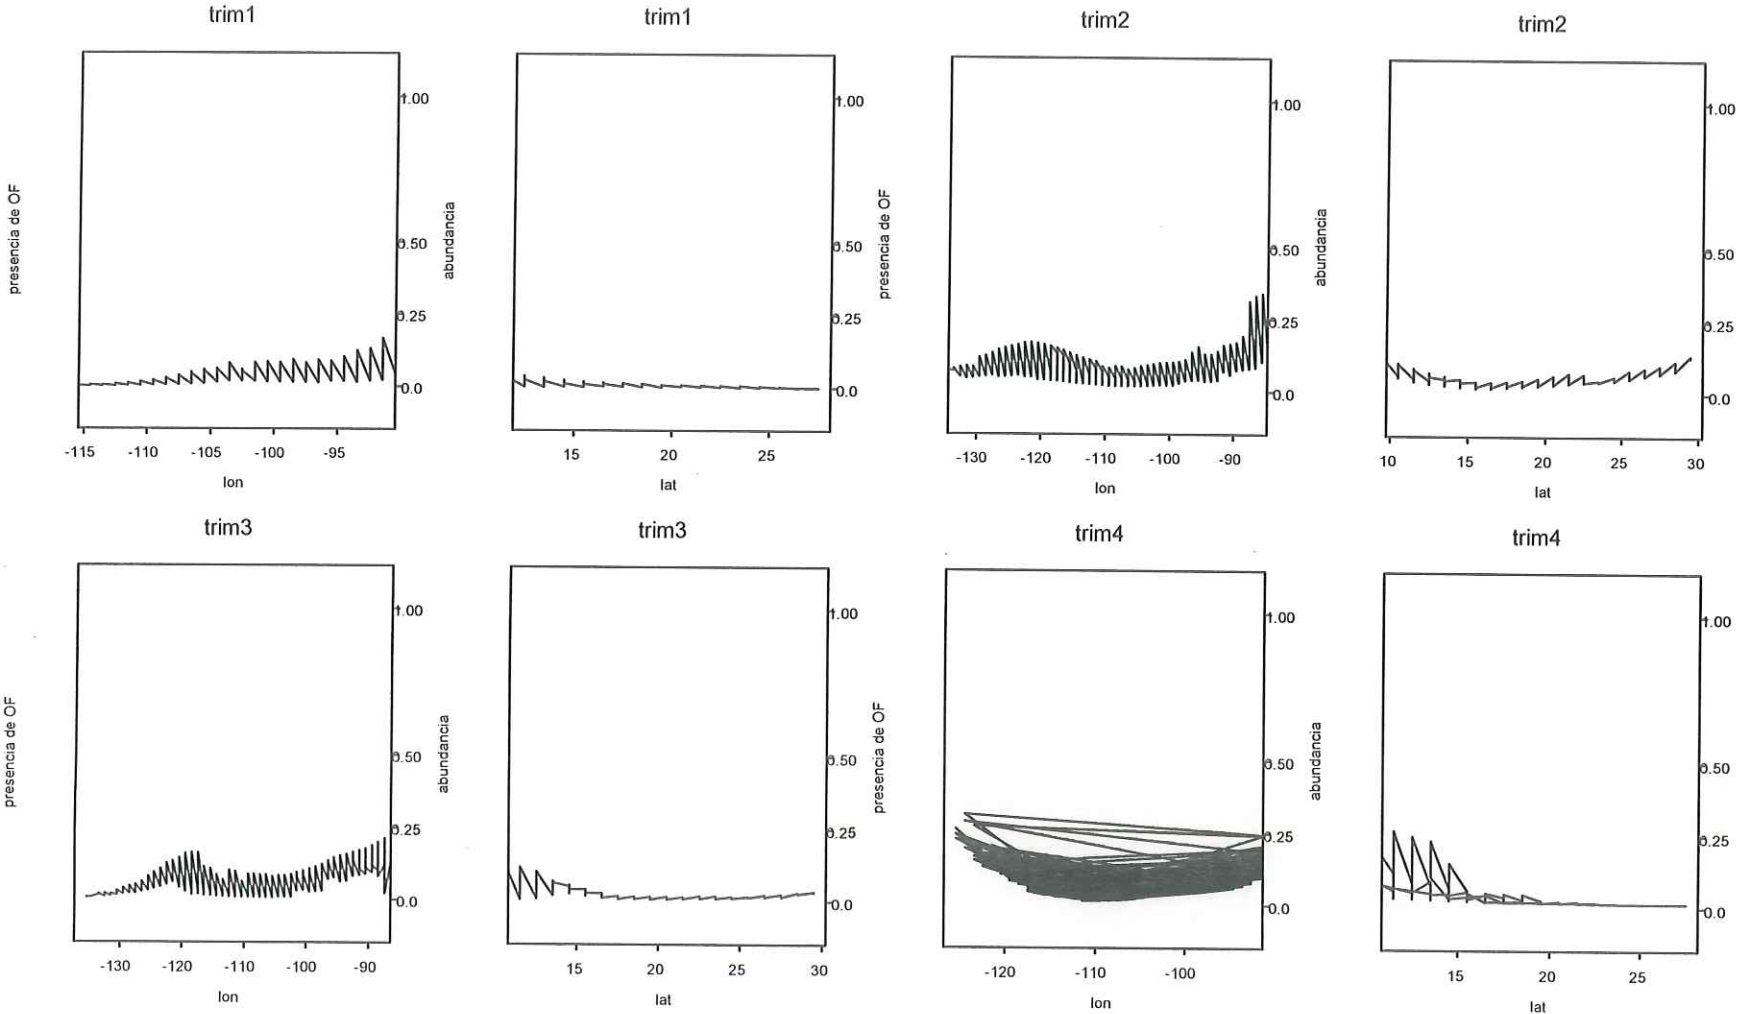 trim1
trim1
trim2
trim2
presencia de OF
1.00
0.50
0.25
0.0
-115 -110 -105 -100 -95
lon
abundancia
1.00
0.50
0.25
0.0
15 20 25
lat
presencia de OF
1.00
0.50
0.25
0.0
-130 -120 -110 -100 -90
lon
abundancia
1.00
0.50
0.25
0.0
10 15 20 25 30
lat
trim3
trim3
trim4
trim4
presencia de OF
1.00
0.50
0.25
0.0
-130 -120 -110 -100 -90
lon
abundancia
1.00
0.50
0.25
0.0
15 20 25 30
lat
presencia de OF
1.00
0.50
0.25
0.0
-120 -110 -100
lon
abundancia
1.00
0.50
0.25
0.0
15 20 25
lat